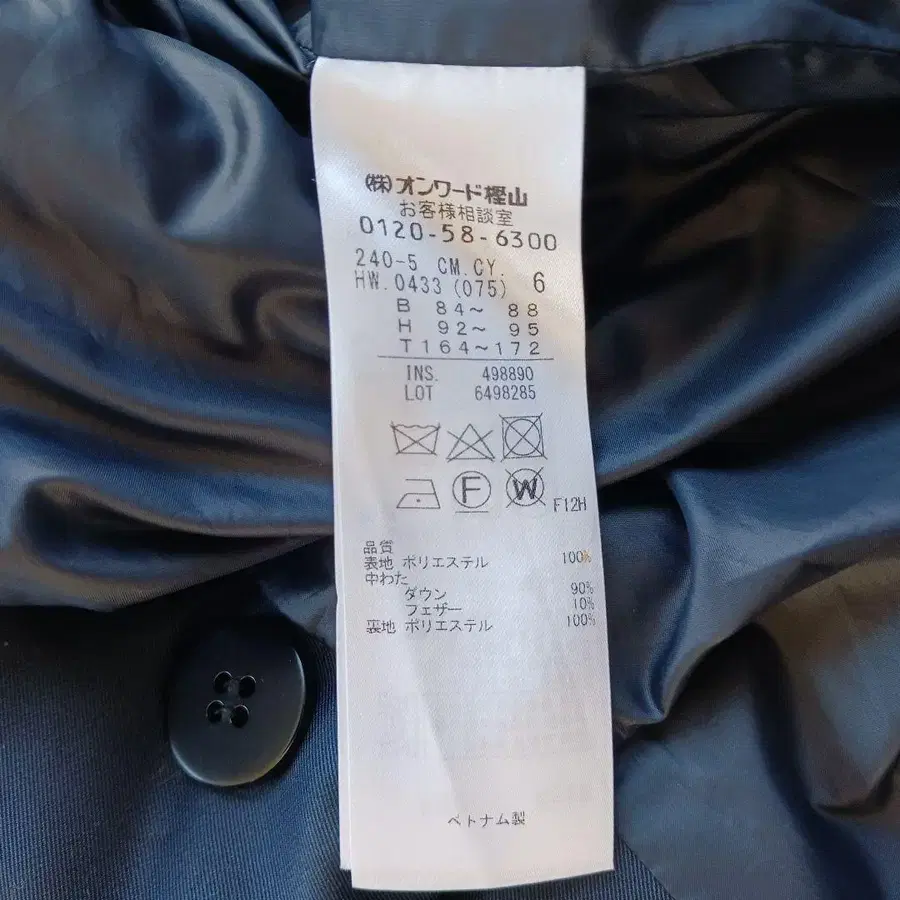 ㈱オンワード樫山
お客様相談室
0120-58-6300
240-5 CM.CY. 6
HW.0433(075)
B 84～ 88
H 92～ 95
T164～172
INS. 498890
LOT 6498285
F W F12H
品質
表地 ポリエステル 100%
中わた
ダウン 90%
フェザー 10%
裏地 ポリエステル 100%
ベトナム製